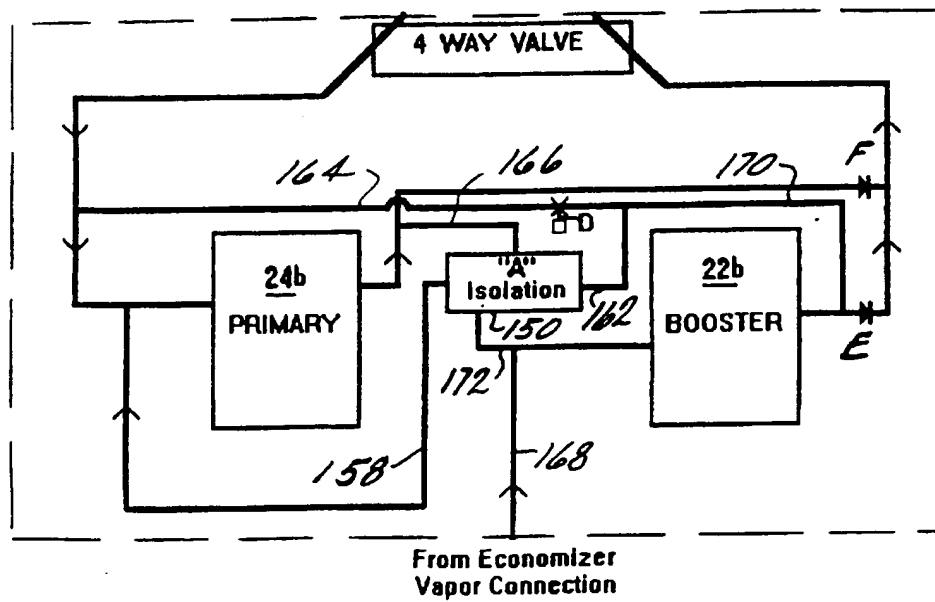 4 WAY VALVE
F
164
166
170
D
24b
PRIMARY
"A"
Isolation
150
162
22b
BOOSTER
E
172
158
168
From Economizer
Vapor Connection